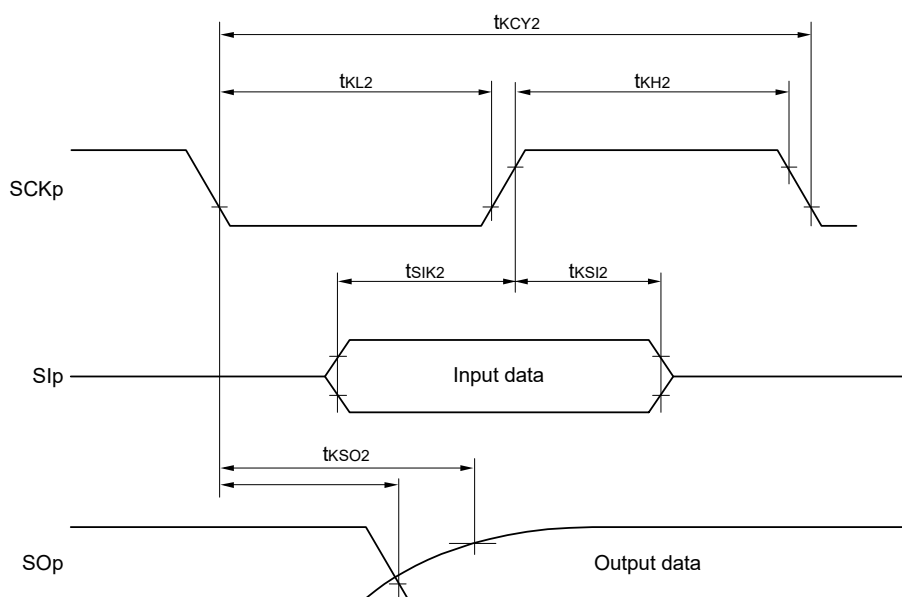 tKCY2
tKL2 tKH2
SCKp
tSIK2 tKSI2
SIp Input data
tKSO2
SOp Output data